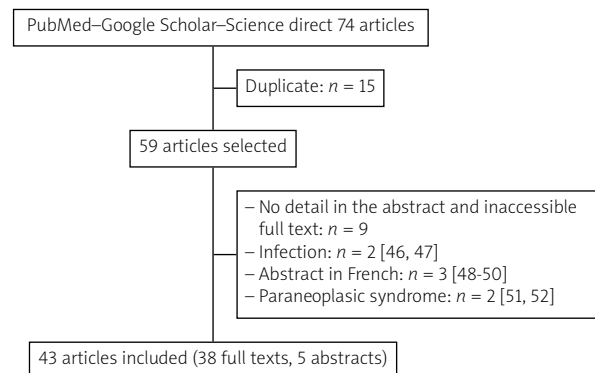 PubMed–Google Scholar–Science direct 74 articles
Duplicate: n = 15
59 articles selected
– No detail in the abstract and inaccessible
full text: n = 9
– Infection: n = 2 [46, 47]
– Abstract in French: n = 3 [48-50]
– Paraneoplasic syndrome: n = 2 [51, 52]
43 articles included (38 full texts, 5 abstracts)